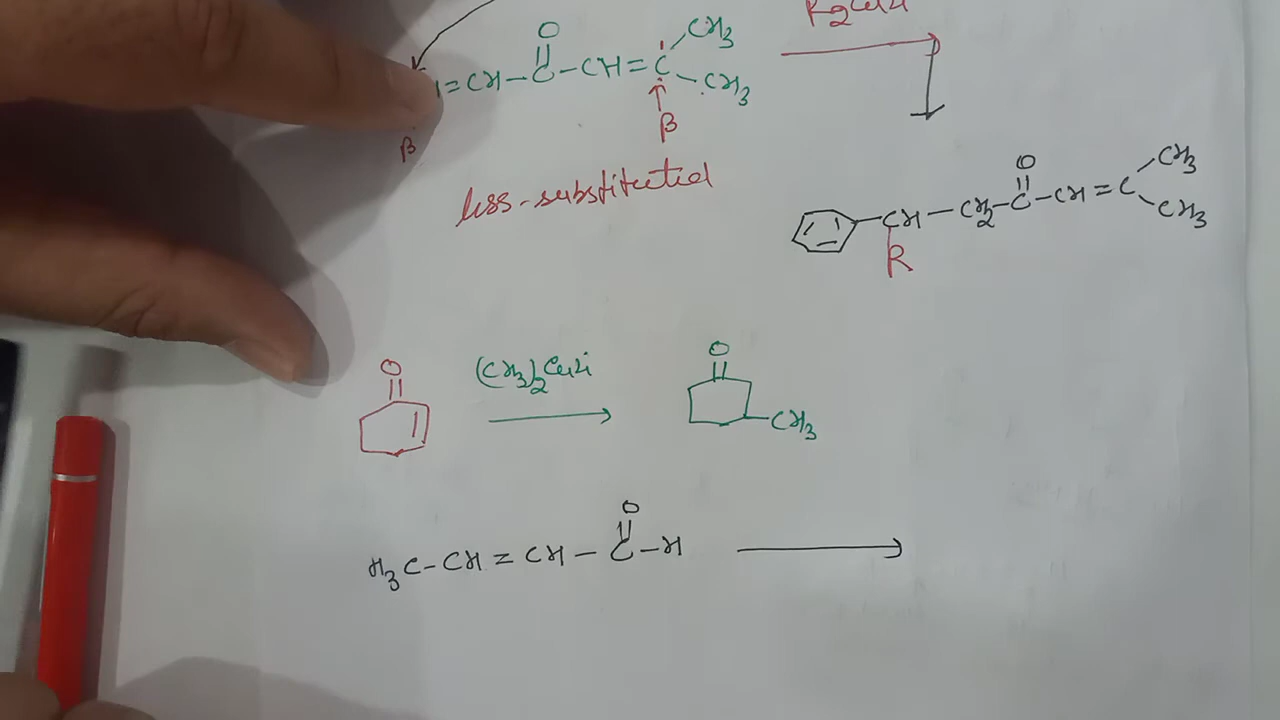 O
=CH-C-CH=C
CH3
CH3
R2CuLi
β
β
less-substituted
O
CH-CH2-C-CH=C
CH3
CH3
R
O
(CH3)2CuLi
O
CH3
O
H3C-CH=CH-C-H